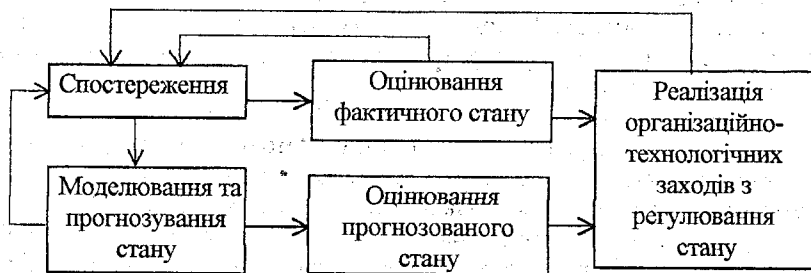 Спостереження
Оцінювання
фактичного стану
Реалізація
організаційно-
технологічних
заходів з
регулювання
стану
Моделювання та
прогнозування
стану
Оцінювання
прогнозованого
стану